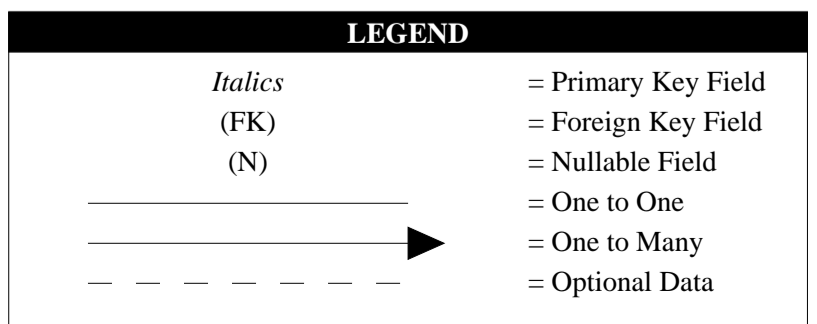 LEGEND
Italics = Primary Key Field
(FK) = Foreign Key Field
(N) = Nullable Field
= One to One
= One to Many
= Optional Data